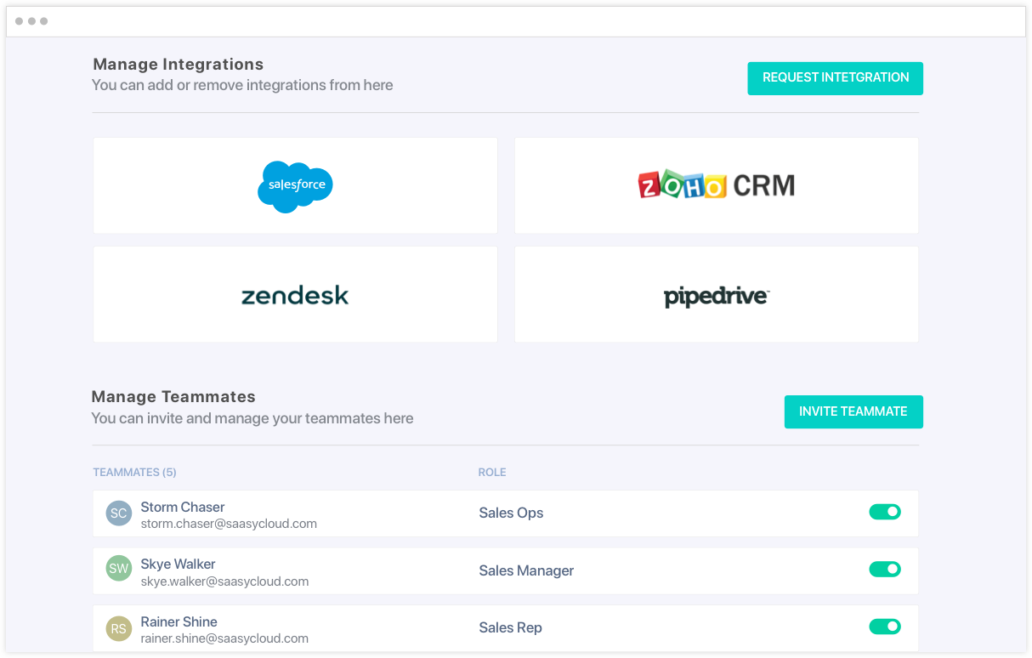 Manage Integrations
You can add or remove integrations from here
REQUEST INTETGRATION
salesforce
ZOHO CRM
zendesk
pipedrive
Manage Teammates
You can invite and manage your teammates here
INVITE TEAMMATE
TEAMMATES (5) ROLE
SC Storm Chaser
storm.chaser@saasycloud.com
Sales Ops
SW Skye Walker
skye.walker@saasycloud.com
Sales Manager
RS Rainer Shine
rainer.shine@saasycloud.com
Sales Rep